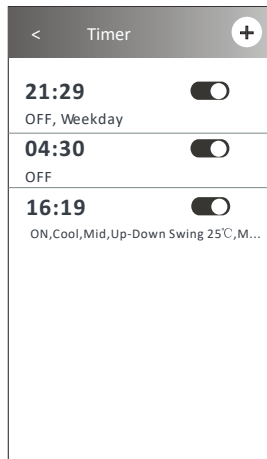 < Timer +
21:29
OFF, Weekday
04:30
OFF
16:19
ON,Cool,Mid,Up-Down Swing 25℃,M...